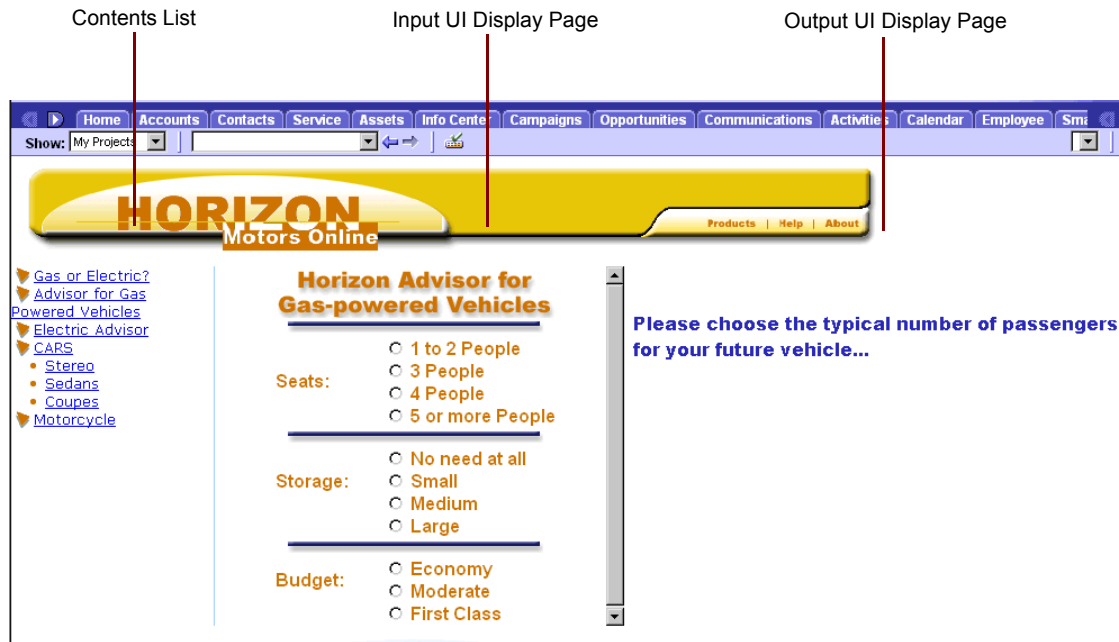 Contents List
Input UI Display Page
Output UI Display Page
Home Accounts Contacts Service Assets Info Center Campaigns Opportunities Communications Activities Calendar Employee
Show: My Projects
HORIZON
Motors Online
Products | Help | About
Gas or Electric?
Advisor for Gas
Powered Vehicles
Electric Advisor
CARS
• Stereo
• Sedans
• Coupes
Motorcycle
Horizon Advisor for
Gas-powered Vehicles
Seats:
1 to 2 People
3 People
4 People
5 or more People
Storage:
No need at all
Small
Medium
Large
Budget:
Economy
Moderate
First Class
Please choose the typical number of passengers
for your future vehicle...